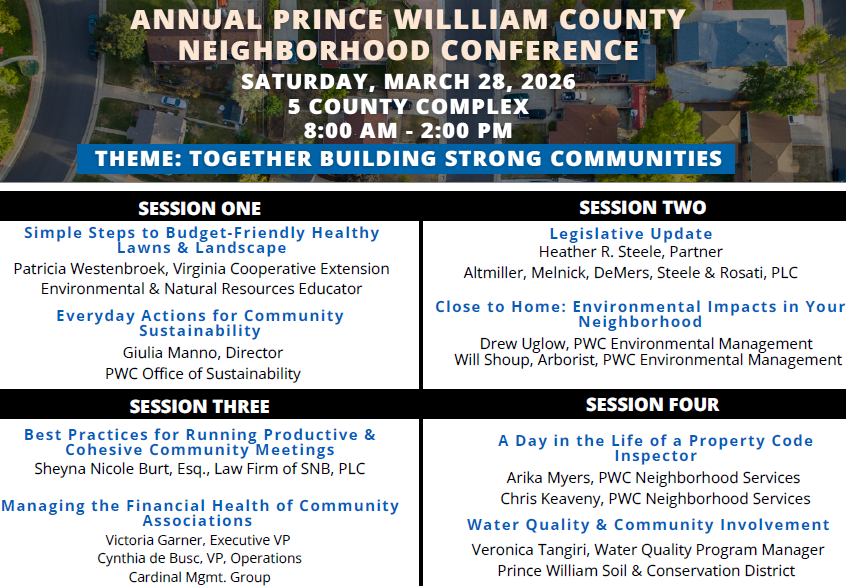 ANNUAL PRINCE WILLLIAM COUNTY
NEIGHBORHOOD CONFERENCE
SATURDAY, MARCH 28, 2026
5 COUNTY COMPLEX
8:00 AM - 2:00 PM
THEME: TOGETHER BUILDING STRONG COMMUNITIES
SESSION ONE
Simple Steps to Budget-Friendly Healthy
Lawns & Landscape
Patricia Westenbroek, Virginia Cooperative Extension
Environmental & Natural Resources Educator
Everyday Actions for Community
Sustainability
Giulia Manno, Director
PWC Office of Sustainability
SESSION TWO
Legislative Update
Heather R. Steele, Partner
Altmiller, Melnick, DeMers, Steele & Rosati, PLC
Close to Home: Environmental Impacts in Your
Neighborhood
Drew Uglow, PWC Environmental Management
Will Shoup, Arborist, PWC Environmental Management
SESSION THREE
Best Practices for Running Productive &
Cohesive Community Meetings
Sheyna Nicole Burt, Esq., Law Firm of SNB, PLC
Managing the Financial Health of Community
Associations
Victoria Garner, Executive VP
Cynthia de Busc, VP, Operations
Cardinal Mgmt. Group
SESSION FOUR
A Day in the Life of a Property Code
Inspector
Arika Myers, PWC Neighborhood Services
Chris Keaveny, PWC Neighborhood Services
Water Quality & Community Involvement
Veronica Tangiri, Water Quality Program Manager
Prince William Soil & Conservation District